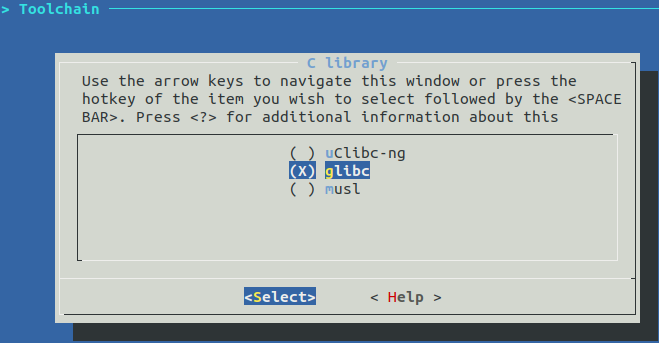 > Toolchain
C library
Use the arrow keys to navigate this window or press the
hotkey of the item you wish to select followed by the <SPACE
BAR>. Press <?> for additional information about this
( ) uClibc-ng
(X) glibc
( ) musl
<Select> < Help >